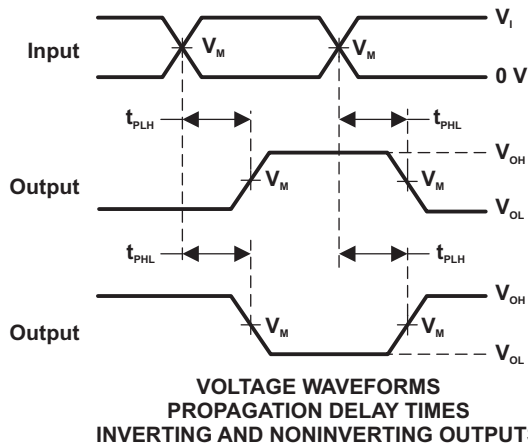 V_I
Input
V_M
V_M
0 V
t_PLH
t_PHL
V_OH
Output
V_M
V_M
V_OL
t_PHL
t_PLH
V_OH
Output
V_M
V_M
V_OL
VOLTAGE WAVEFORMS
PROPAGATION DELAY TIMES
INVERTING AND NONINVERTING OUTPUTS